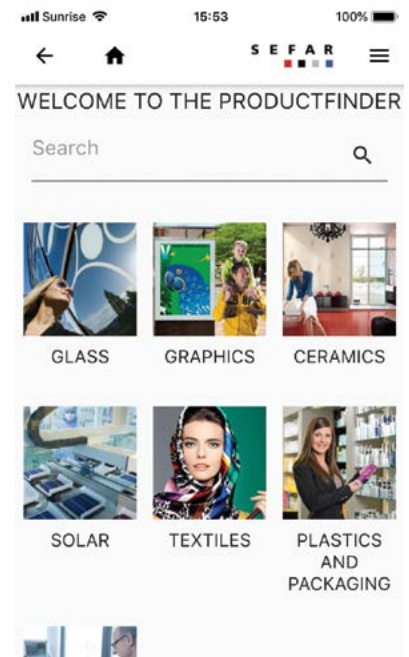 Sunrise 15:53 100%
SEFAR
WELCOME TO THE PRODUCTFINDER
Search
GLASS GRAPHICS CERAMICS
SOLAR TEXTILES PLASTICS
AND
PACKAGING